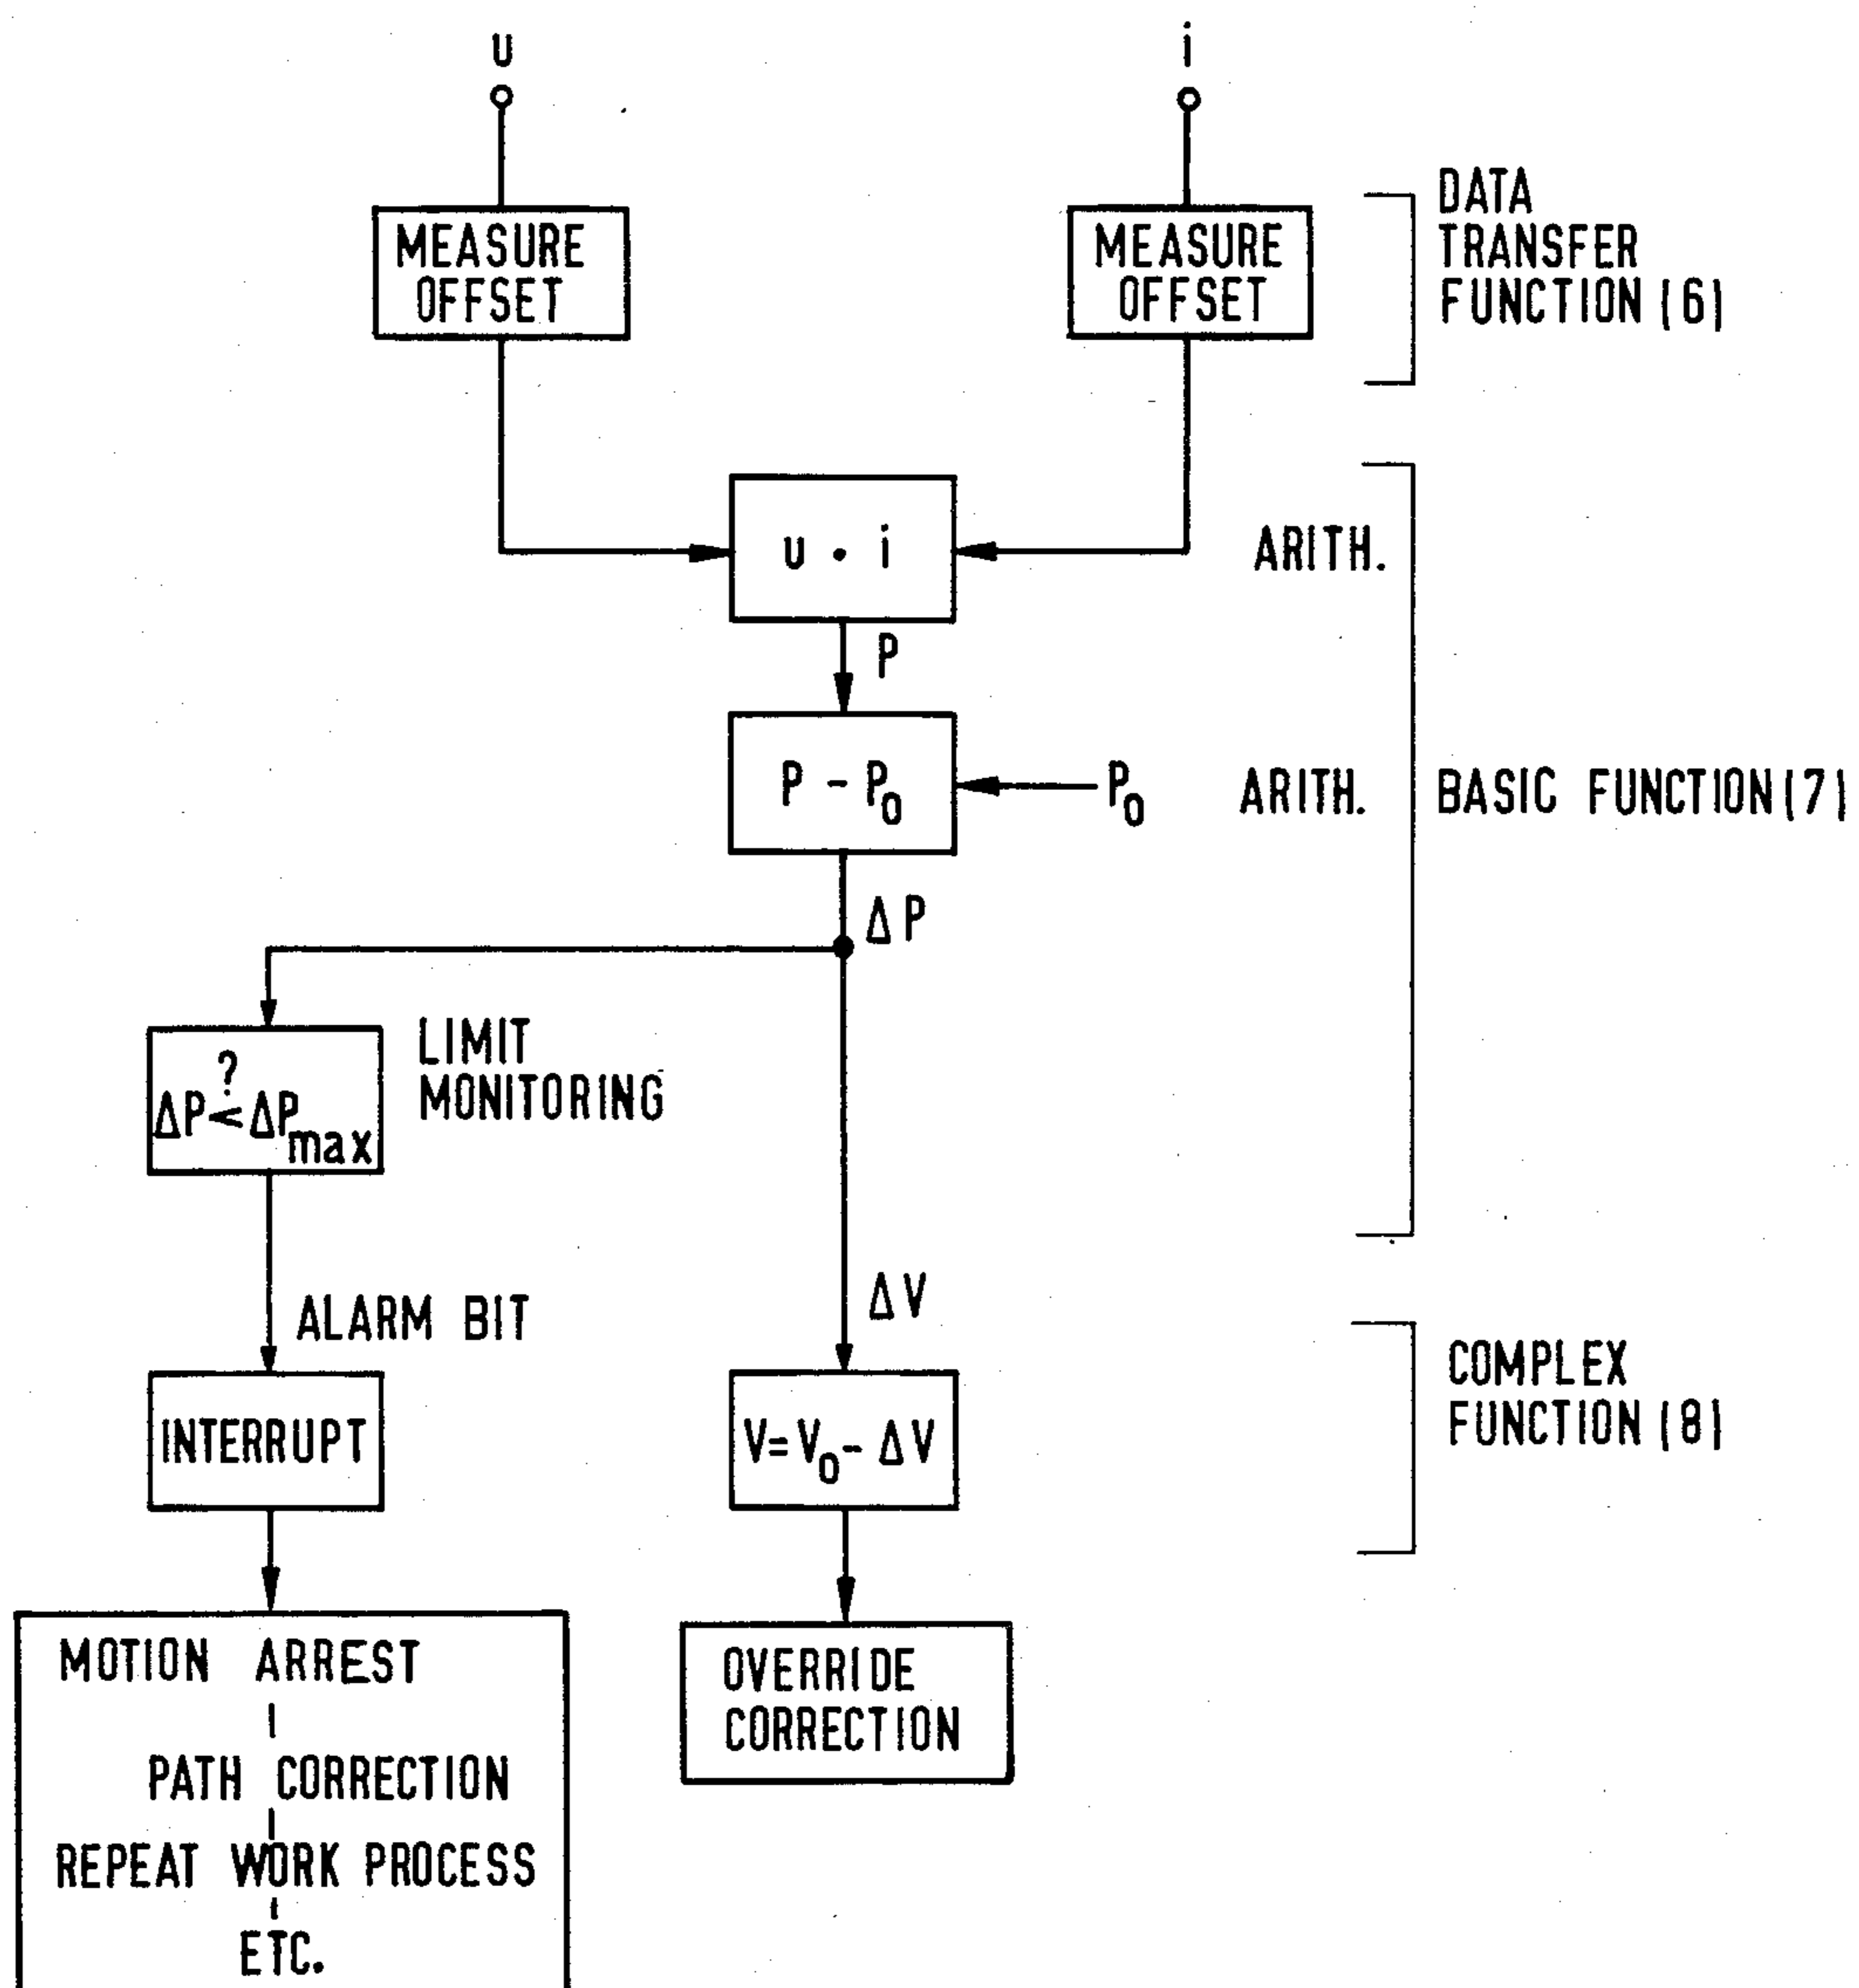 u
i
MEASURE
OFFSET
MEASURE
OFFSET
DATA
TRANSFER
FUNCTION (6)
u • i
ARITH.
P
P - P₀
P₀
ARITH.
BASIC FUNCTION (7)
ΔP
?
ΔP < ΔPmax
LIMIT
MONITORING
ALARM BIT
ΔV
INTERRUPT
V=V₀- ΔV
COMPLEX
FUNCTION (8)
MOTION ARREST
PATH CORRECTION
REPEAT WORK PROCESS
ETC.
OVERRIDE
CORRECTION